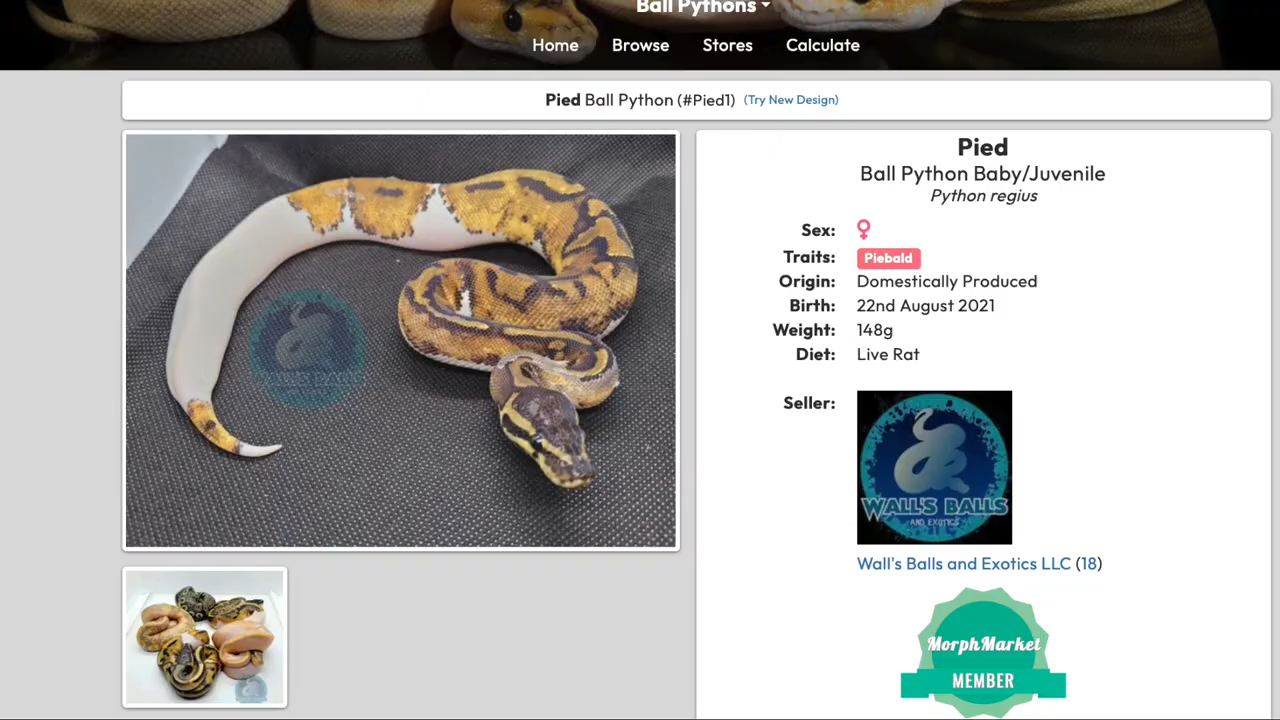 Ball Pythons
Home Browse Stores Calculate
Pied Ball Python (#Pied1) (Try New Design)
Pied
Ball Python Baby/Juvenile
Python regius
Sex: ♀
Traits: Piebald
Origin: Domestically Produced
Birth: 22nd August 2021
Weight: 148g
Diet: Live Rat
Seller:
WALL'S BALLS
AND EXOTICS
Wall's Balls and Exotics LLC (18)
MorphMarket
MEMBER
WALL'S BALLS